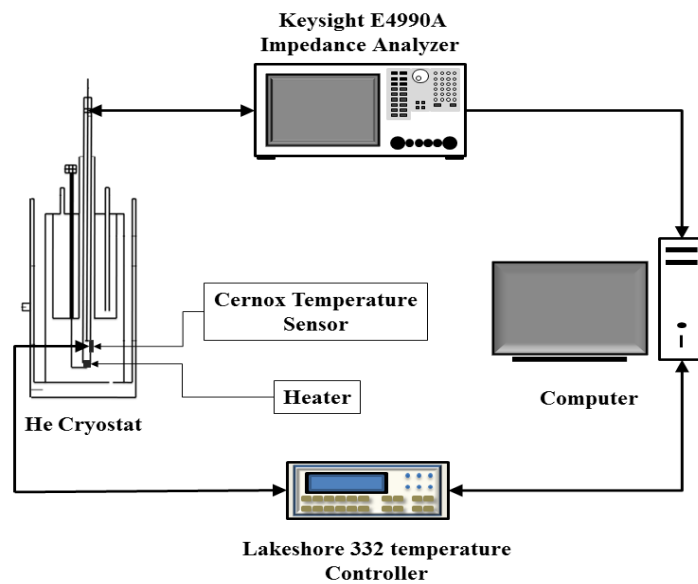 Keysight E4990A
Impedance Analyzer
Cernox Temperature
Sensor
Heater
He Cryostat
Computer
Lakeshore 332 temperature
Controller